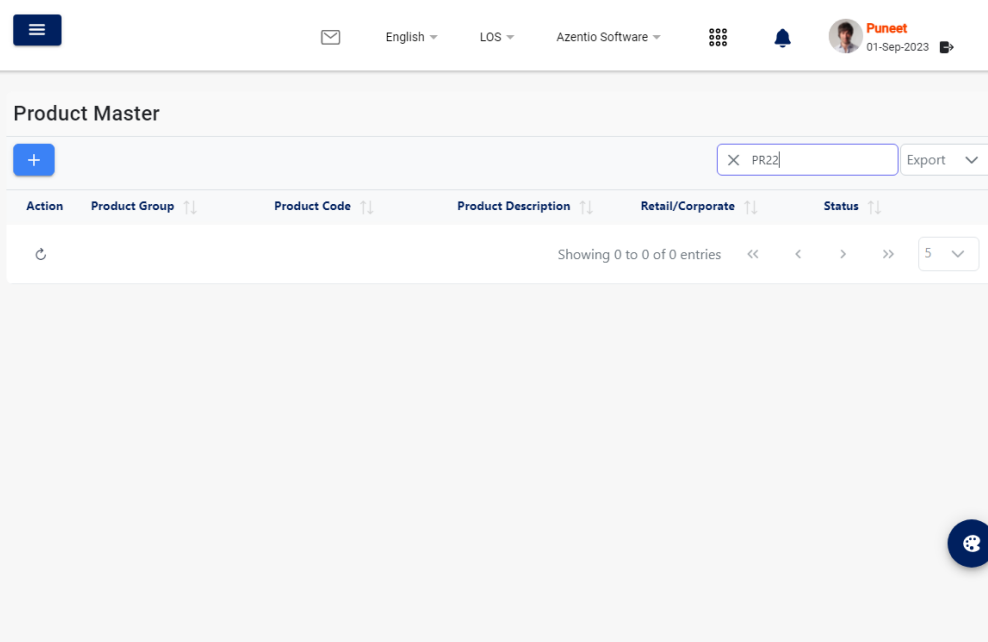 English
LOS
Azentio Software
Puneet
01-Sep-2023
Product Master
+
PR22
Export
Action Product Group Product Code Product Description Retail/Corporate Status
Showing 0 to 0 of 0 entries
5